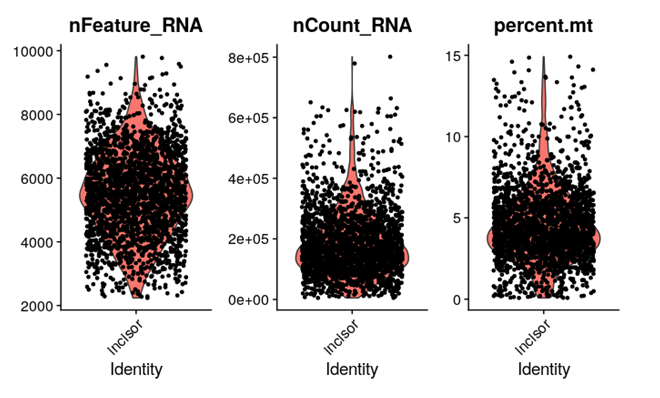 nFeature_RNA
10000
8000
6000
4000
2000
Incisor
Identity
nCount_RNA
8e+05
6e+05
4e+05
2e+05
0e+00
Incisor
Identity
percent.mt
15
10
5
0
Incisor
Identity